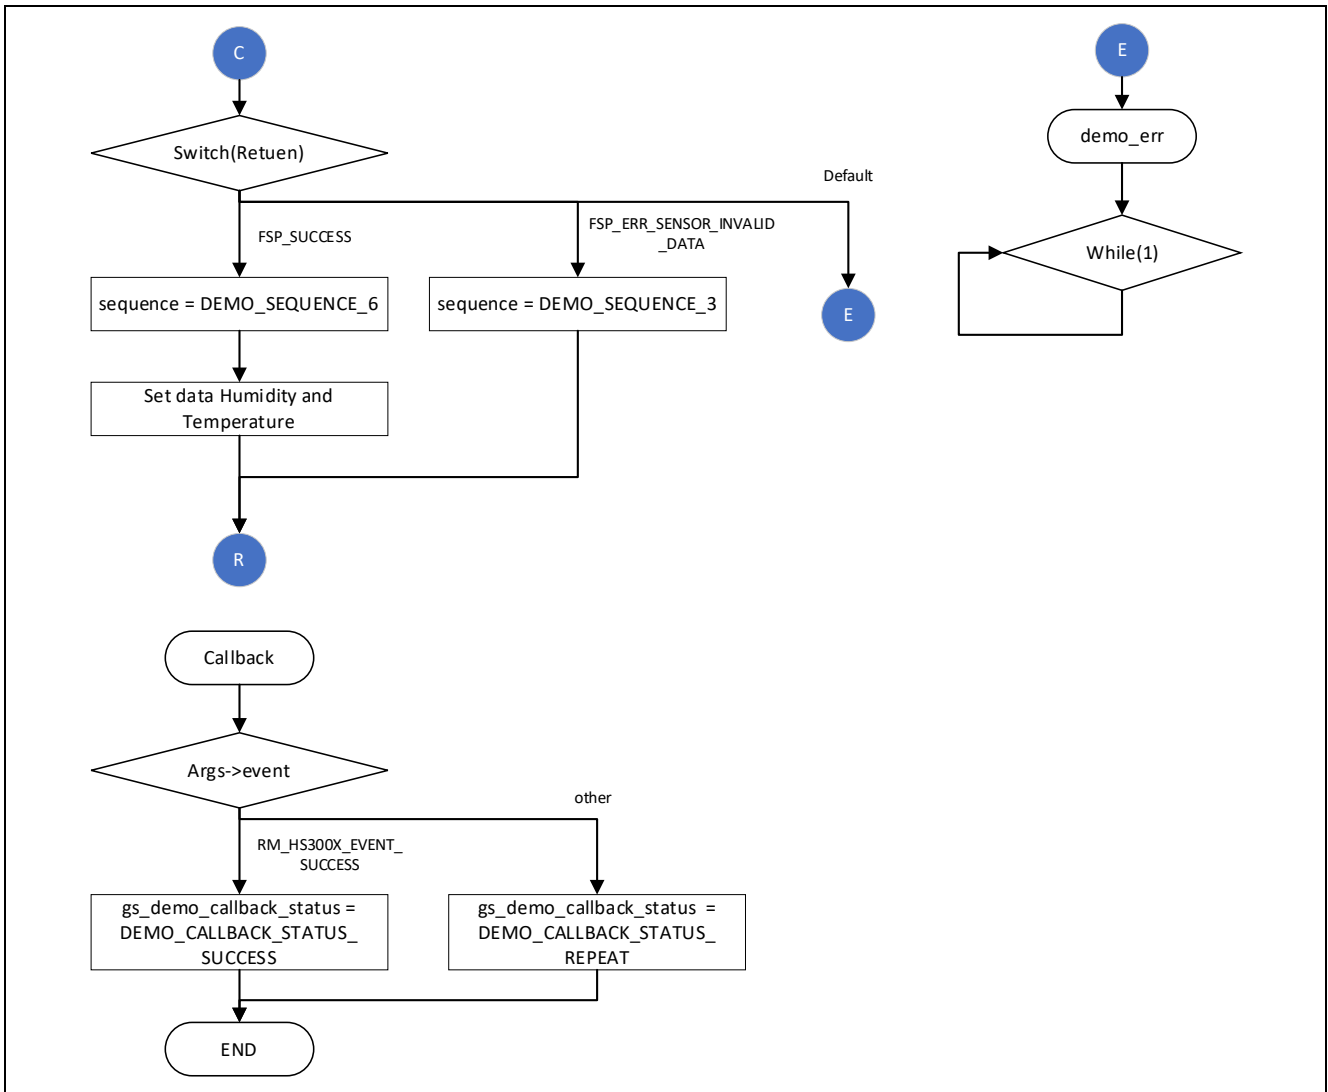 C
Switch(Retuen)
FSP_SUCCESS
FSP_ERR_SENSOR_INVALID
_DATA
Default
sequence = DEMO_SEQUENCE_6
sequence = DEMO_SEQUENCE_3
E
Set data Humidity and
Temperature
R
E
demo_err
While(1)
Callback
Args->event
RM_HS300X_EVENT_
SUCCESS
other
gs_demo_callback_status =
DEMO_CALLBACK_STATUS_
SUCCESS
gs_demo_callback_status  =
DEMO_CALLBACK_STATUS_
REPEAT
END